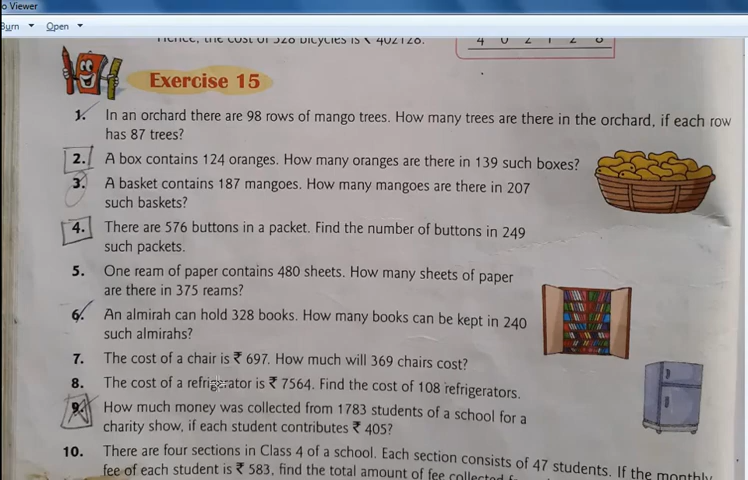 o Viewer
Burn Open
Hence, the cost of 528 bicycles is ₹ 402128.
4 0 2 1 2 8
Exercise 15
1. In an orchard there are 98 rows of mango trees. How many trees are there in the orchard, if each row
has 87 trees?
2. A box contains 124 oranges. How many oranges are there in 139 such boxes?
3. A basket contains 187 mangoes. How many mangoes are there in 207
such baskets?
4. There are 576 buttons in a packet. Find the number of buttons in 249
such packets.
5. One ream of paper contains 480 sheets. How many sheets of paper
are there in 375 reams?
6. An almirah can hold 328 books. How many books can be kept in 240
such almirahs?
7. The cost of a chair is ₹ 697. How much will 369 chairs cost?
8. The cost of a refrigerator is ₹ 7564. Find the cost of 108 refrigerators.
9. How much money was collected from 1783 students of a school for a
charity show, if each student contributes ₹ 405?
10. There are four sections in Class 4 of a school. Each section consists of 47 students. If the monthly
fee of each student is ₹ 583, find the total amount of fee collected